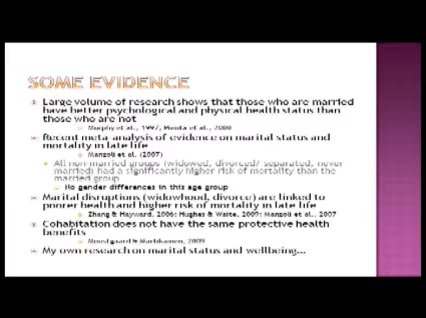 SOME EVIDENCE
Large volume of research shows that those who are married
have better psychological and physical health status than
those who are not
Murphy et al., 1997,
Recent meta-analysis of evidence on marital status and
mortality in late life
Manzoli et al. (2007)
All non-married groups (widowed, divorced/ separated, never
married) had a significantly higher risk of mortality than the
married group
No gender differences in this age group
Marital disruptions (widowhood, divorce) are linked to
poorer health and higher risk of mortality in late life
Zhang & Hayward, 2006; Hughes & Waite, 2009; Manzoli et al., 2007
Cohabitation does not have the same protective health
benefits
My own research on marital status and wellbeing...